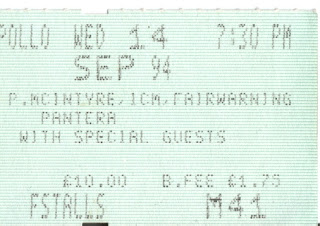 POLLO WED 14 7:30 PM
SEP 94
P.MCINTYRE/ICM/FAIRWARNING
PANTERA
WITH SPECIAL GUESTS
£10.00 B.FEE £1.75
FSTALLS M41